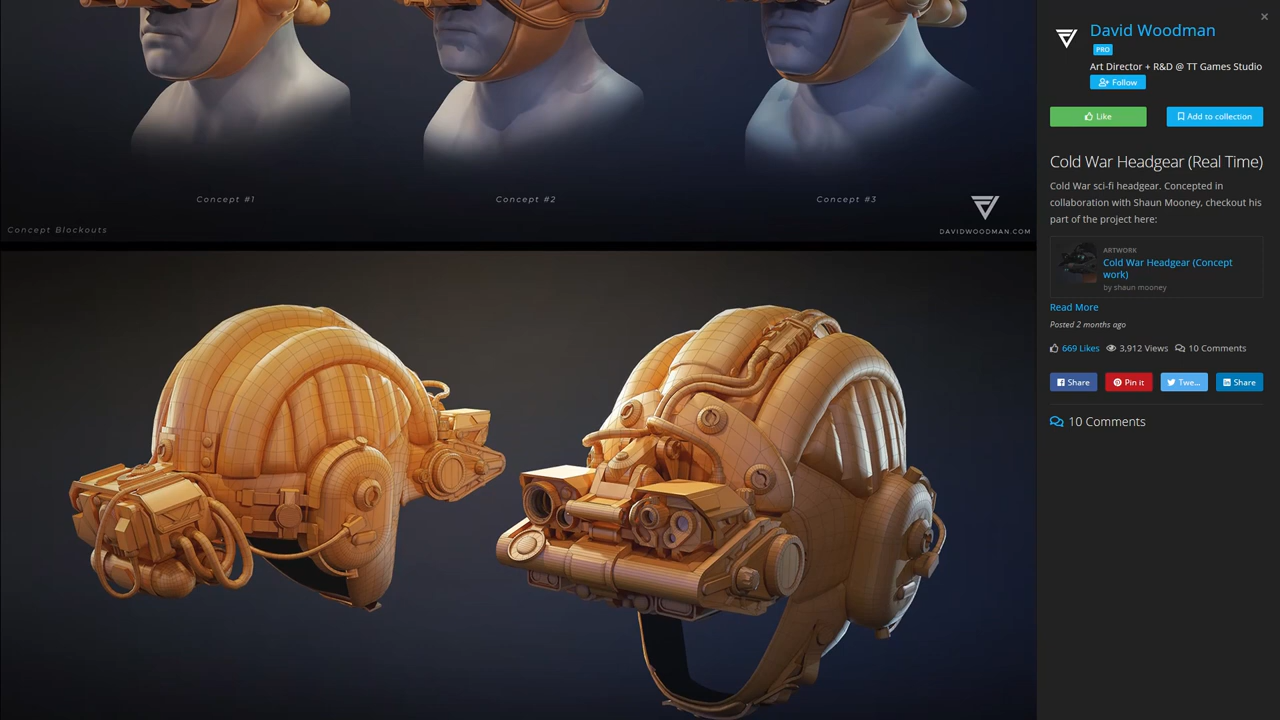 Concept #1
Concept #2
Concept #3
Concept Blockouts
DAVIDWOODMAN.COM
×
David Woodman
PRO
Art Director + R&D @ TT Games Studio
Follow
Like
Add to collection
Cold War Headgear (Real Time)
Cold War sci-fi headgear. Concepted in
collaboration with Shaun Mooney, checkout his
part of the project here:
ARTWORK
Cold War Headgear (Concept
work)
by shaun mooney
Read More
Posted 2 months ago
669 Likes 3,912 Views 10 Comments
Share Pin it Twe... Share
10 Comments